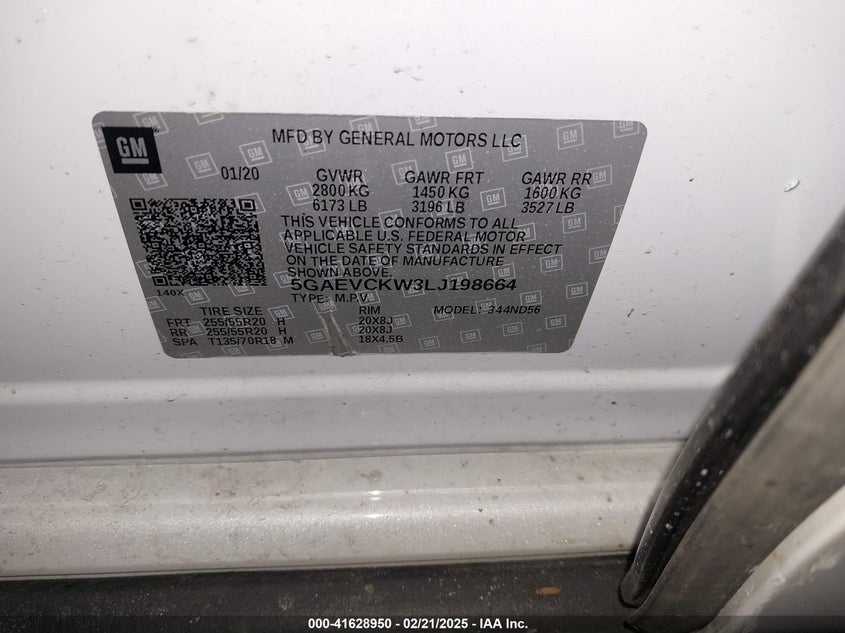 GM
MFD BY GENERAL MOTORS LLC
01/20 GVWR GAWR FRT GAWR RR
2800 KG 1450 KG 1600 KG
6173 LB 3196 LB 3527 LB
THIS VEHICLE CONFORMS TO ALL
APPLICABLE U.S. FEDERAL MOTOR
VEHICLE SAFETY STANDARDS IN EFFECT
ON THE DATE OF MANUFACTURE
SHOWN ABOVE.
5GAEVCKW3LJ198664
140X
TYPE: M.P.V.
TIRE SIZE RIM MODEL: 344ND56
FRT 255/55R20 H 20X8J
RR 255/55R20 H 20X8J
SPA T135/70R18 M 18X4.5B
000-41628950 - 02/21/2025 - IAA Inc.